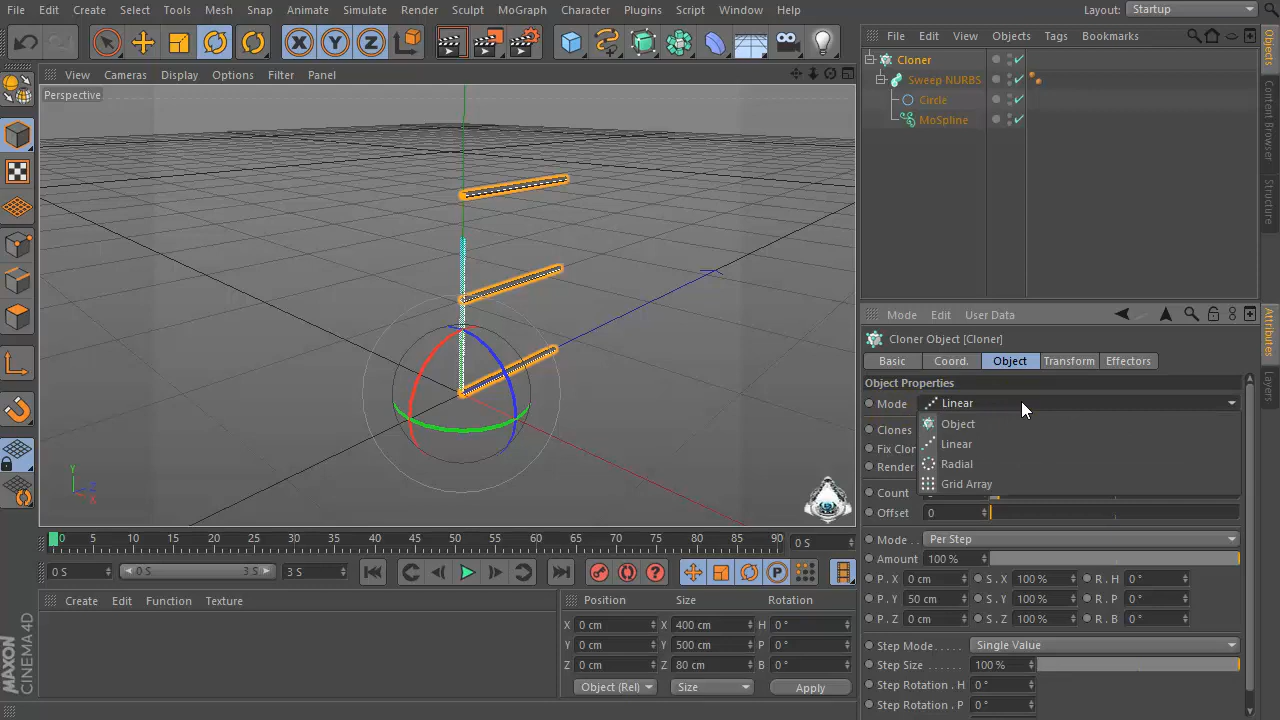 File Edit Create Select Tools Mesh Snap Animate Simulate Render Sculpt MoGraph Character Plugins Script Window Help Layout: Startup
X Y Z
File Edit View Objects Tags Bookmarks
View Cameras Display Options Filter Panel
Perspective
Cloner
Sweep NURBS
Circle
MoSpline
Objects
Content Browser
Structure
Mode Edit User Data
Cloner Object [Cloner]
Basic Coord. Object Transform Effectors
Object Properties
Mode Linear
Object
Clones
Linear
Fix Clon
Radial
Render
Grid Array
Count
Offset 0
Mode . . Per Step
Amount 100 %
P . X 0 cm S . X 100 % R . H 0 °
P . Y 50 cm S . Y 100 % R . P 0 °
P . Z 0 cm S . Z 100 % R . B 0 °
Step Mode. . . . . Single Value
Step Size . . . . . . 100 %
Step Rotation . H 0 °
Step Rotation . P 0 °
Attributes
Layers
Y
Z
X
0 5 10 15 20 25 30 35 40 45 50 55 60 65 70 75 80 85 90 0 S
0 S 0 S 3 S 3 S
P
Create Edit Function Texture
Position Size Rotation
X 0 cm X 400 cm H 0 °
Y 0 cm Y 500 cm P 0 °
Z 0 cm Z 80 cm B 0 °
Object (Rel) Size Apply
MAXON
CINEMA 4D